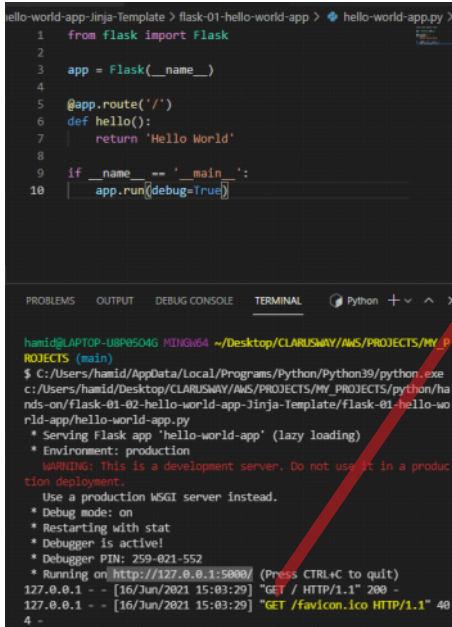 ello-world-app-Jinja-Template > flask-01-hello-world-app > hello-world-app.py >
1 from flask import Flask
2
3 app = Flask(__name__)
4
5 @app.route('/')
6 def hello():
7 return 'Hello World'
8
9 if __name__ == '__main__':
10 app.run(debug=True)
PROBLEMS OUTPUT DEBUG CONSOLE TERMINAL Python
hamid@LAPTOP-U8P05O4G MINGW64 ~/Desktop/CLARUSWAY/AWS/PROJECTS/MY_P
ROJECTS (main)
$ C:/Users/hamid/AppData/Local/Programs/Python/Python39/python.exe
c:/Users/hamid/Desktop/CLARUSWAY/AWS/PROJECTS/MY_PROJECTS/python/ha
nds-on/flask-01-02-hello-world-app-Jinja-Template/flask-01-hello-wo
rld-app/hello-world-app.py
* Serving Flask app 'hello-world-app' (lazy loading)
* Environment: production
WARNING: This is a development server. Do not use it in a produc
tion deployment.
Use a production WSGI server instead.
* Debug mode: on
* Restarting with stat
* Debugger is active!
* Debugger PIN: 259-021-552
* Running on http://127.0.0.1:5000/ (Press CTRL+C to quit)
127.0.0.1 - - [16/Jun/2021 15:03:29] "GET / HTTP/1.1" 200 -
127.0.0.1 - - [16/Jun/2021 15:03:29] "GET /favicon.ico HTTP/1.1" 40
4 -